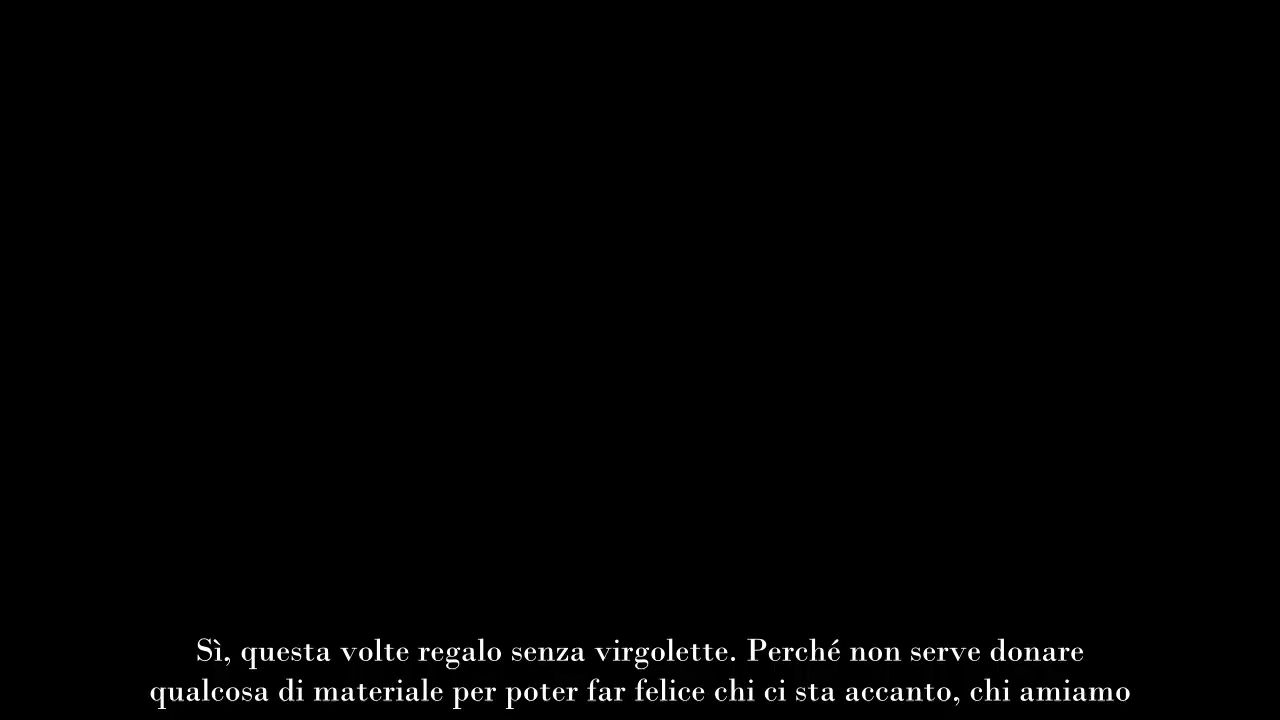 Sì, questa volte regalo senza virgolette. Perché non serve donare
qualcosa di materiale per poter far felice chi ci sta accanto, chi amiamo